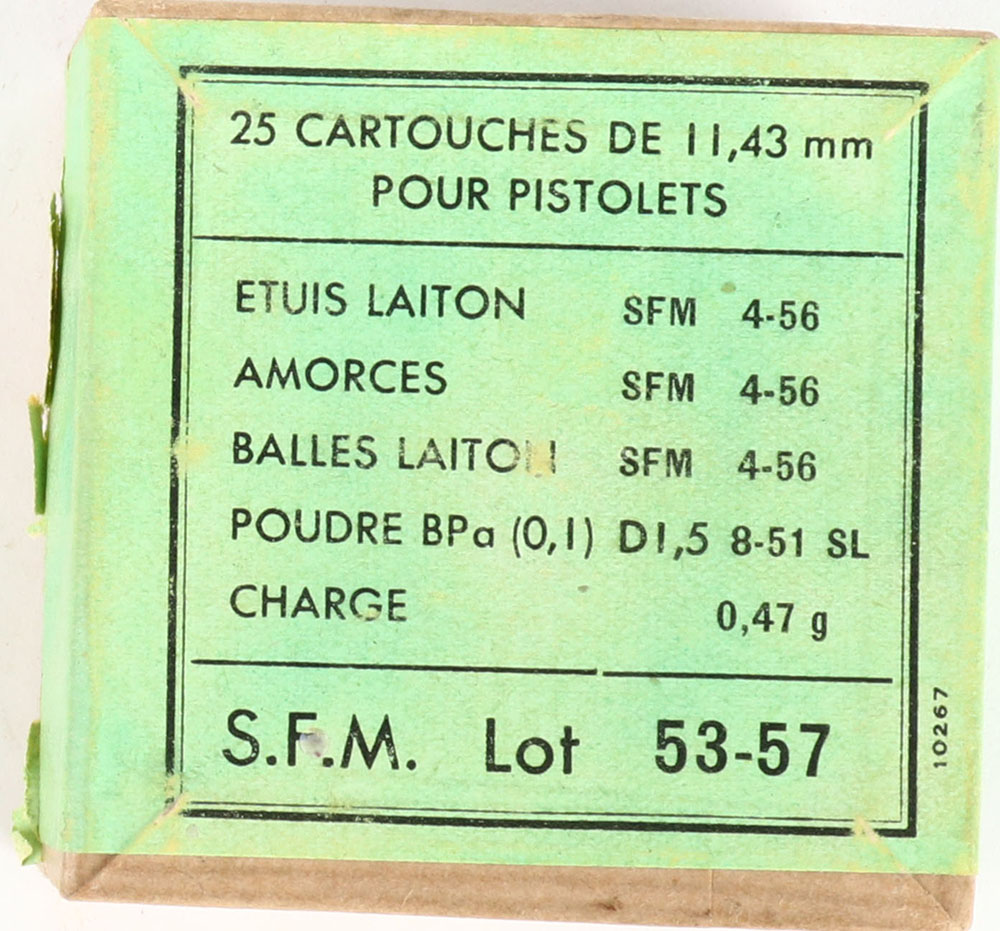 25 CARTOUCHES DE 11,43 mm
POUR PISTOLETS
ETUIS LAITON SFM 4-56
AMORCES SFM 4-56
BALLES LAITON SFM 4-56
POUDRE BPa (0,1) D1,5 8-51 SL
CHARGE 0,47 g
S.F.M. Lot 53-57
10267